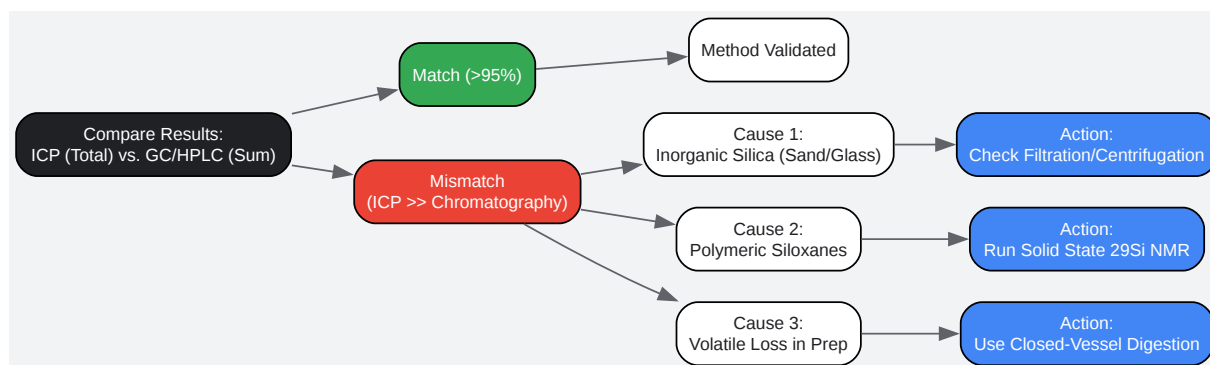 Compare Results:
ICP (Total) vs. GC/HPLC (Sum)
Match (>95%)
Method Validated
Mismatch
(ICP >> Chromatography)
Cause 1:
Inorganic Silica (Sand/Glass)
Action:
Check Filtration/Centrifugation
Cause 2:
Polymeric Siloxanes
Action:
Run Solid State 29Si NMR
Cause 3:
Volatile Loss in Prep
Action:
Use Closed-Vessel Digestion